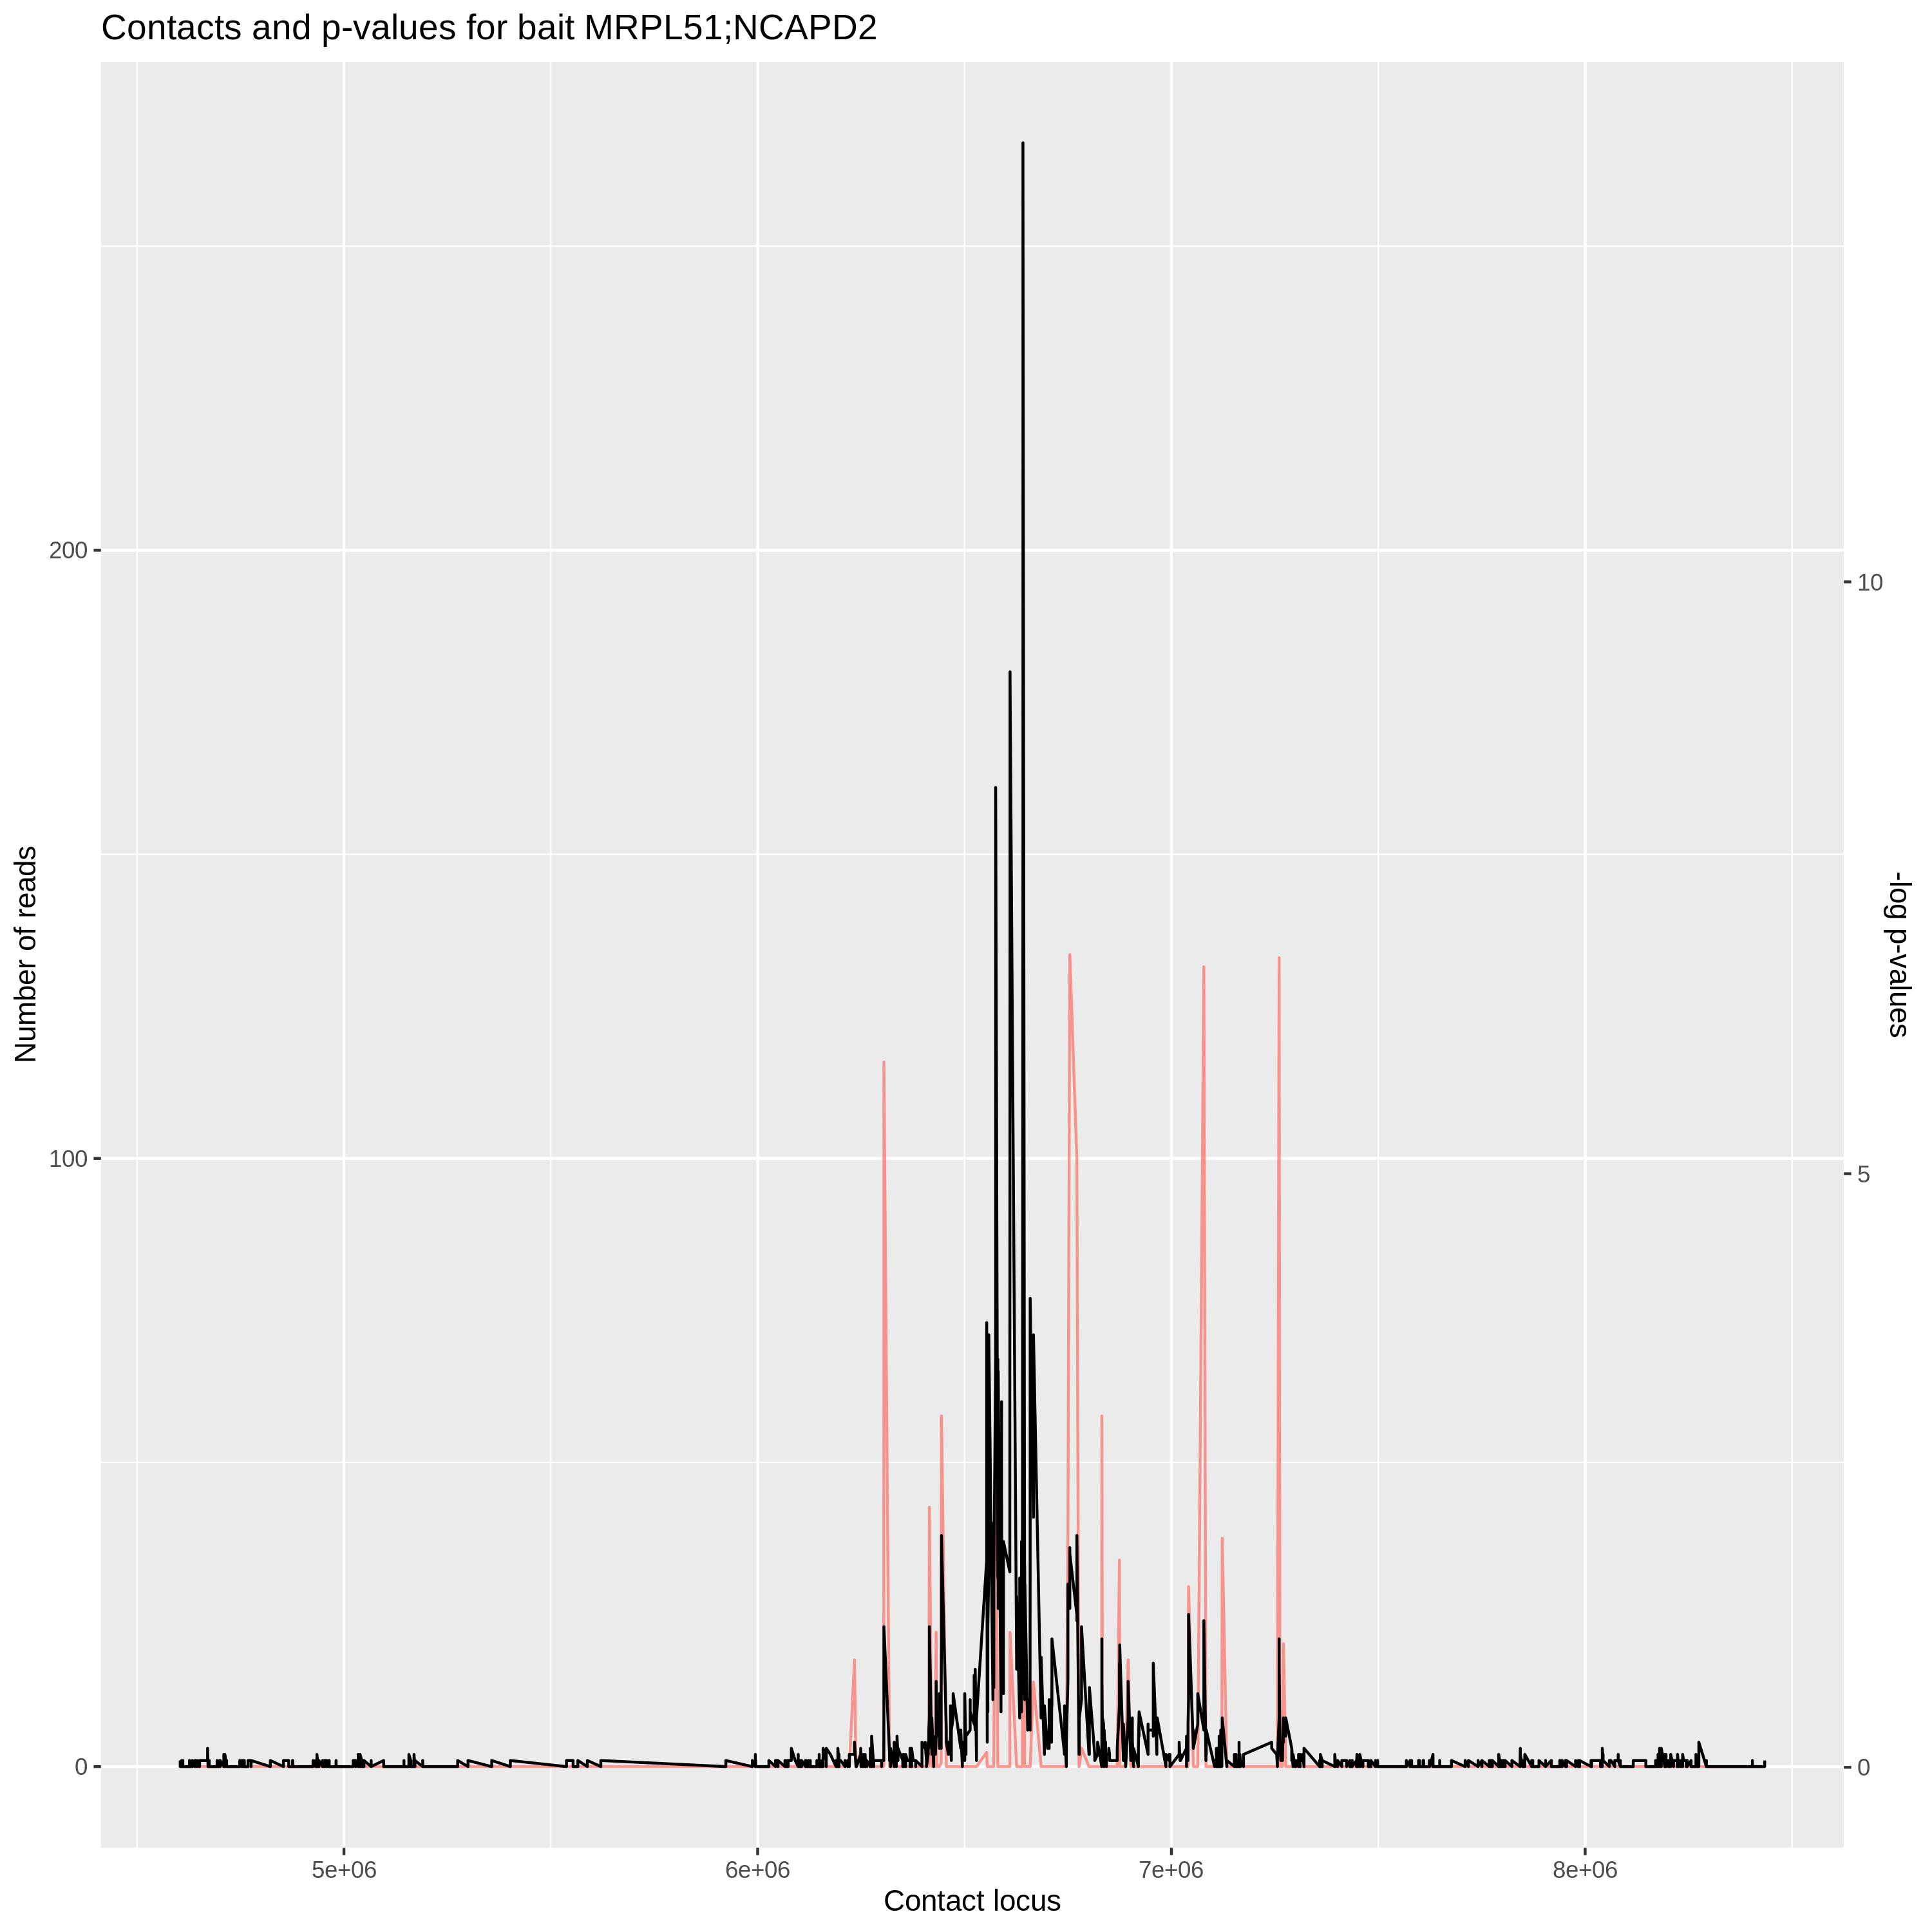 Contacts and p-values for bait MRPL51;NCAPD2
200
100
0
Number of reads
10
5
0
-log p-values
5e+06
6e+06
7e+06
8e+06
Contact locus